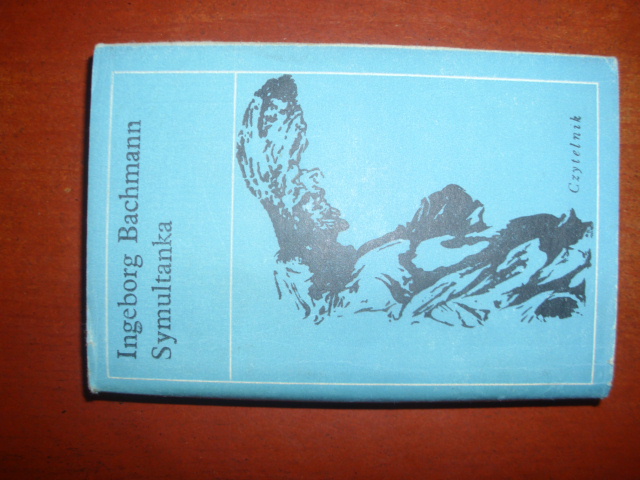 Ingeborg Bachmann
Symultanka
Czytelnik